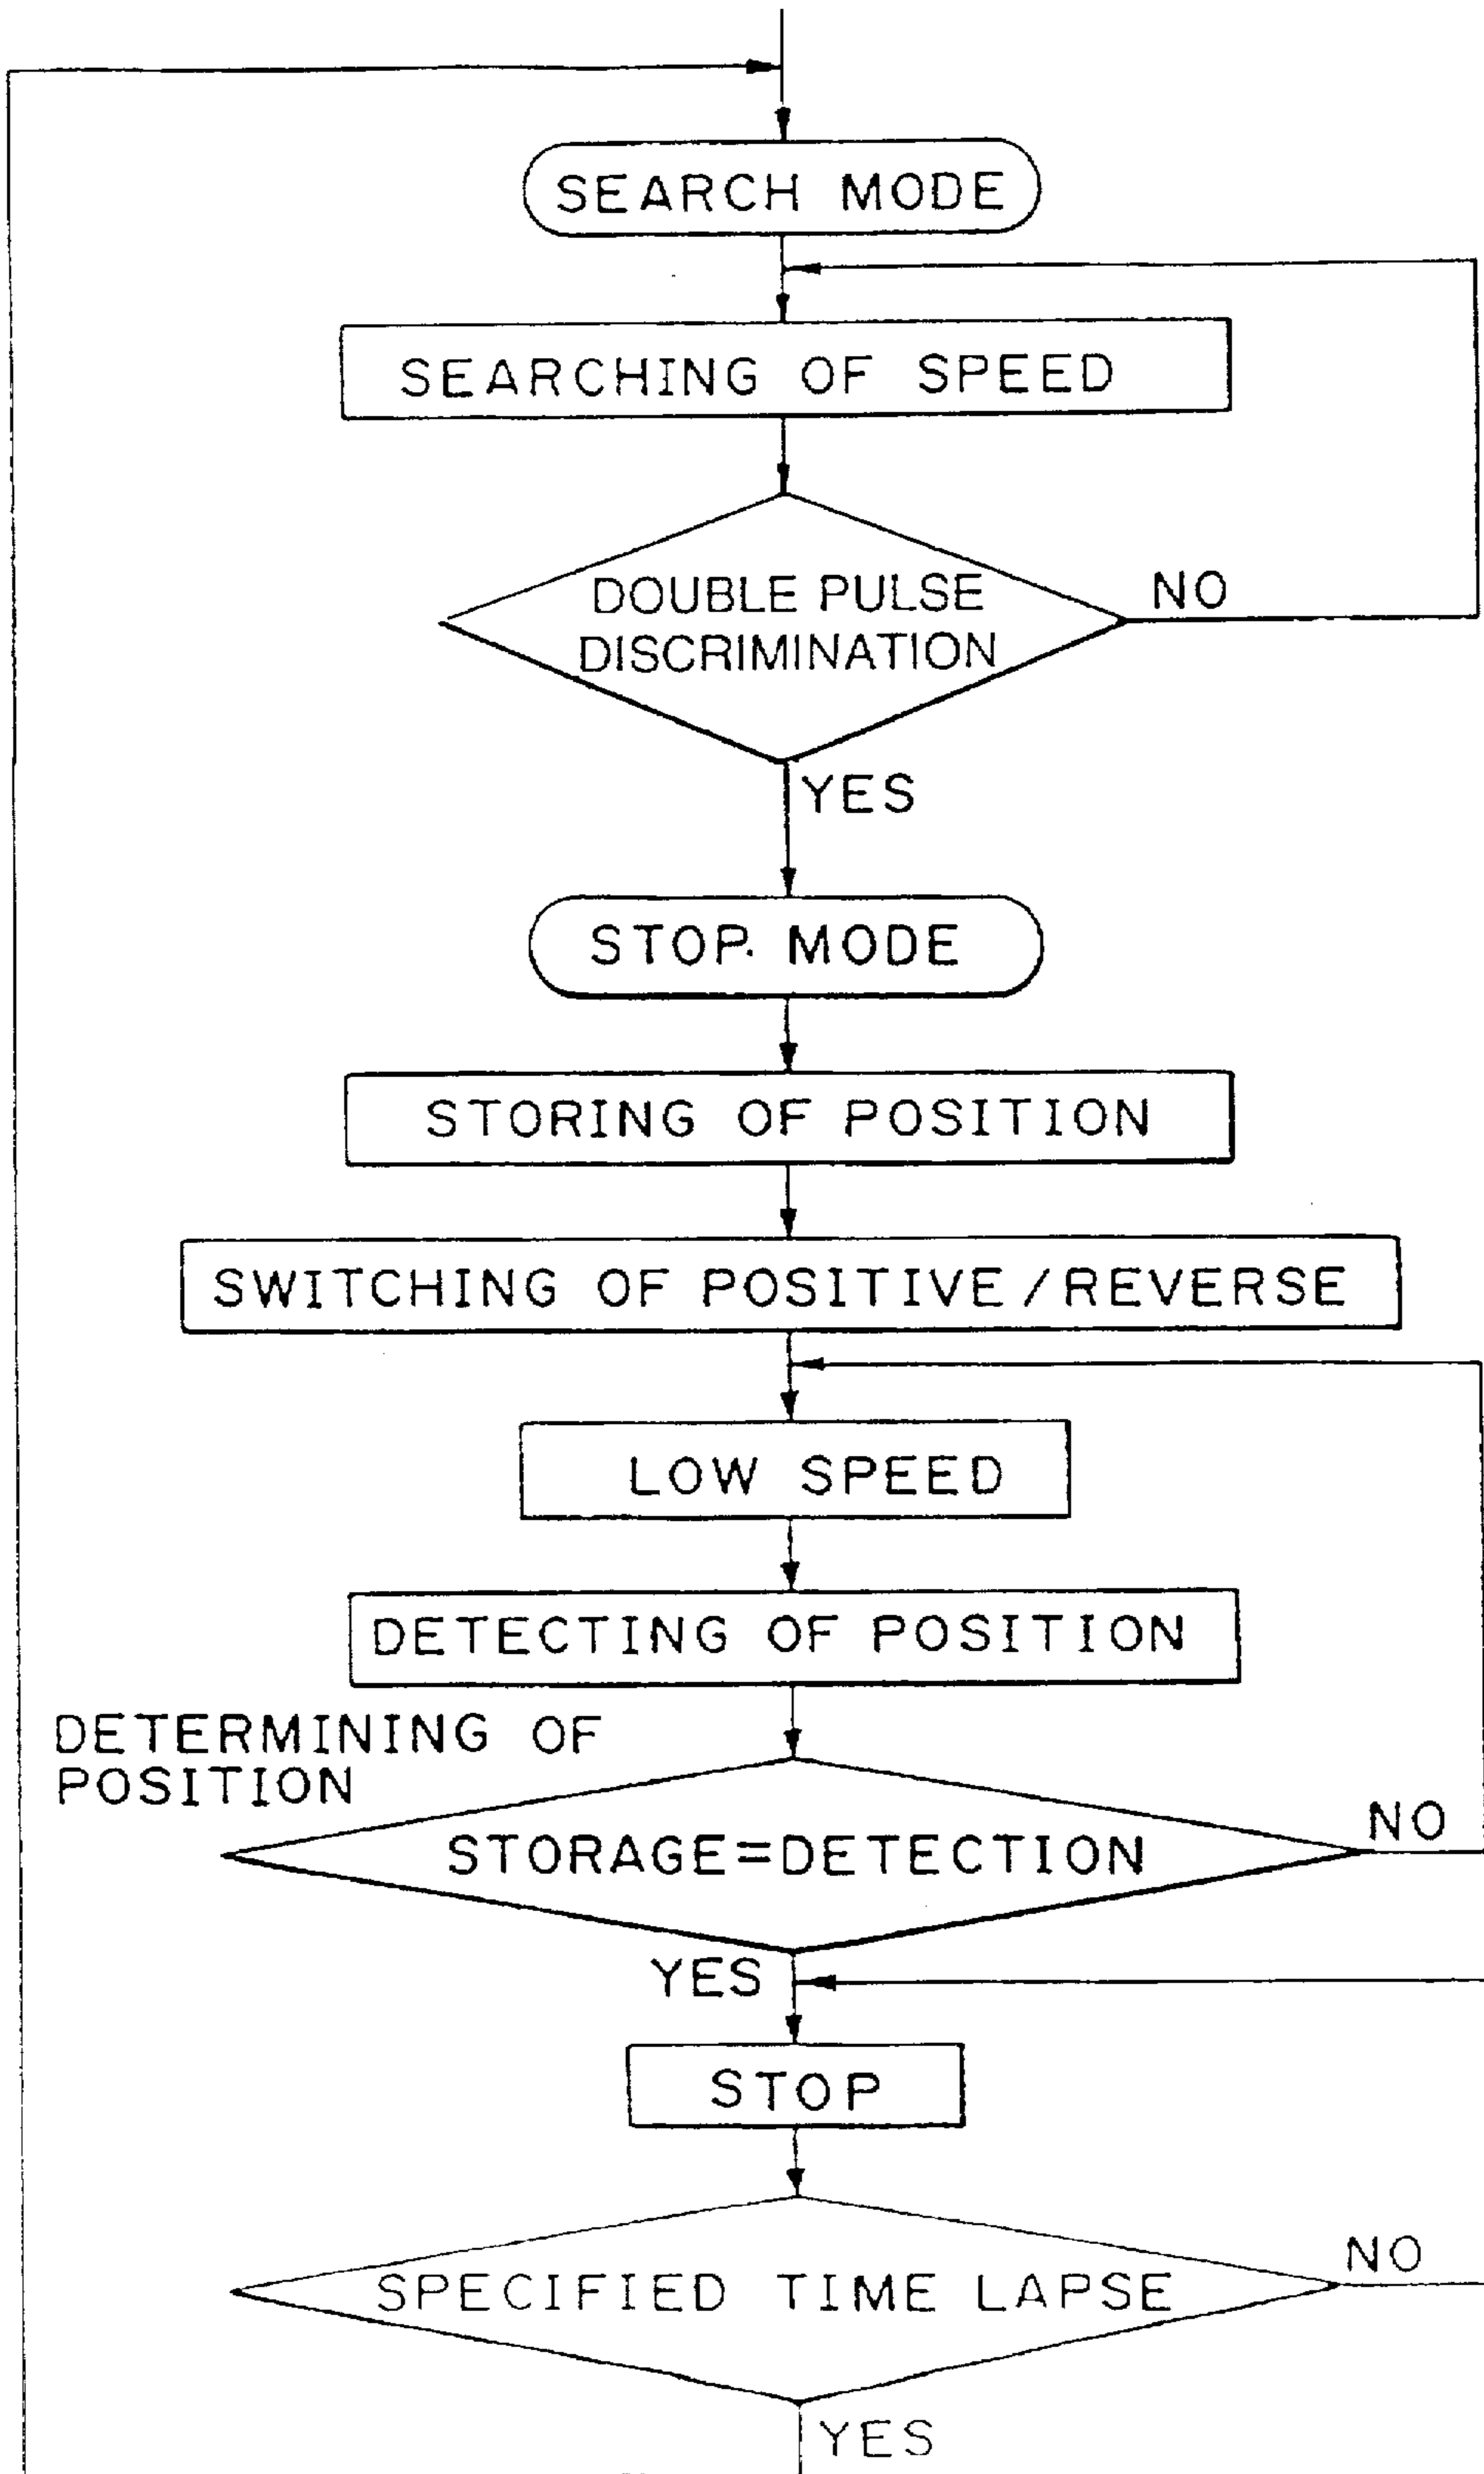 SEARCH MODE
SEARCHING OF SPEED
DOUBLE PULSE
DISCRIMINATION
NO
YES
STOP. MODE
STORING OF POSITION
SWITCHING OF POSITIVE/REVERSE
LOW SPEED
DETECTING OF POSITION
DETERMINING OF
POSITION
STORAGE=DETECTION
NO
YES
STOP
SPECIFIED TIME LAPSE
NO
YES